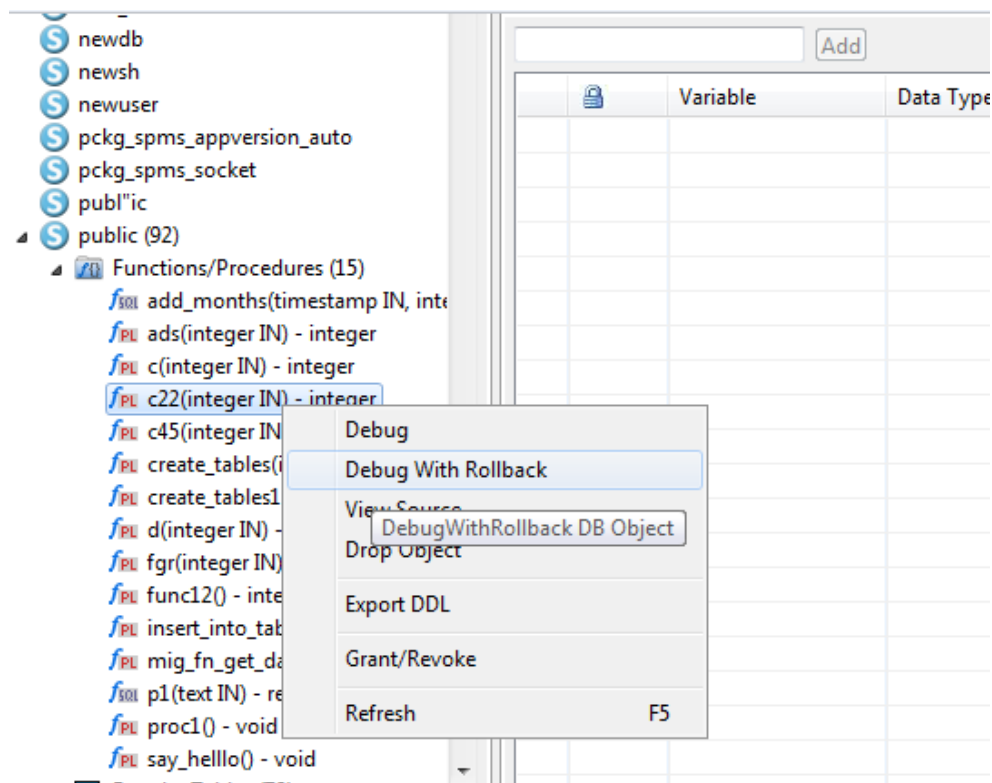 newdb
newsh
newuser
pckg_spms_appversion_auto
pckg_spms_socket
publ"ic
public (92)
Functions/Procedures (15)
add_months(timestamp IN, inte
ads(integer IN) - integer
c(integer IN) - integer
c22(integer IN) - integer
c45(integer IN
create_tables(i
create_tables1
d(integer IN) -
fgr(integer IN)
func12() - inte
insert_into_tab
mig_fn_get_da
p1(text IN) - re
proc1() - void
say_helllo() - void
Debug
Debug With Rollback
View Source
DebugWithRollback DB Object
Drop Object
Export DDL
Grant/Revoke
Refresh F5
Add
Variable Data Type